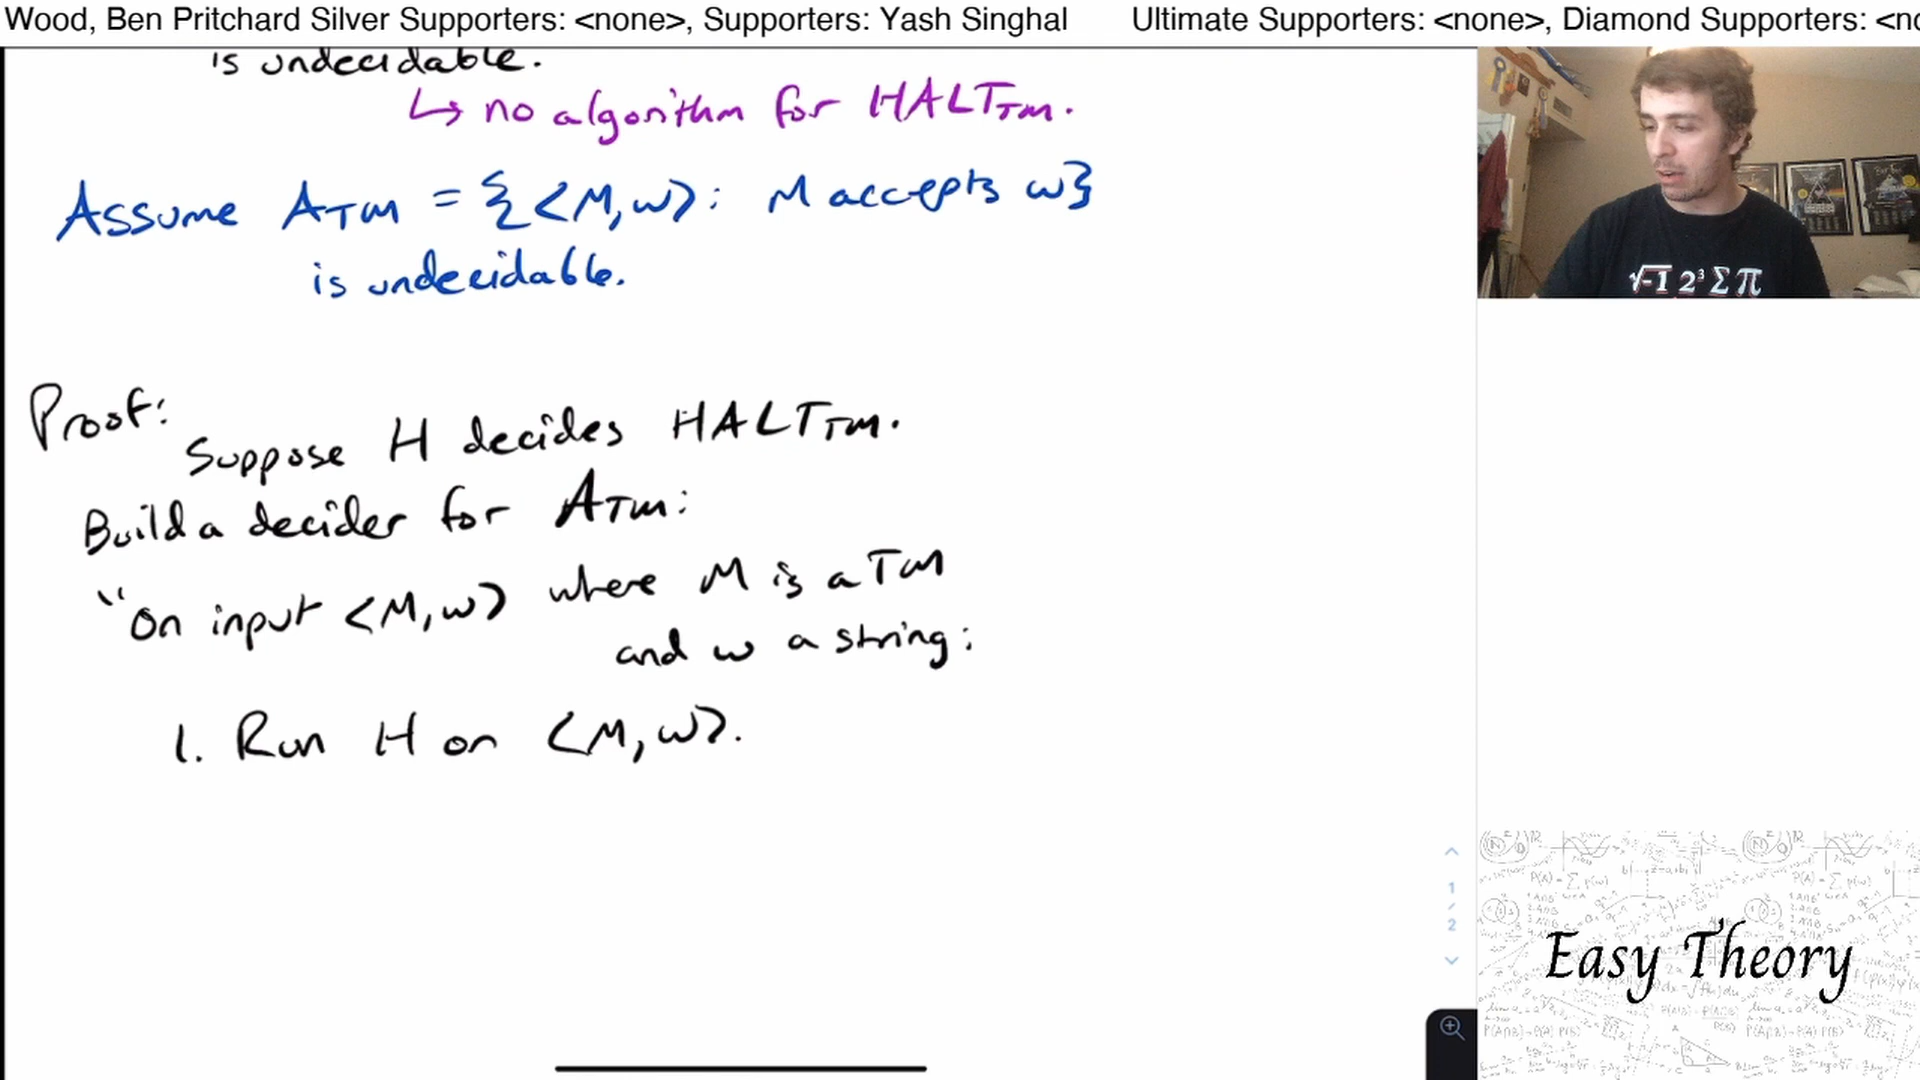 Wood, Ben Pritchard Silver Supporters: <none>, Supporters: Yash Singhal Ultimate Supporters: <none>, Diamond Supporters: <no
is undecidable.
↳ no algorithm for HALTTM.
Assume ATM = {<M,w>: M accepts w}
is undecidable.
Proof:
Suppose H decides HALTTM.
Build a decider for ATM:
"On input <M,w> where M is a TM
and w a string:
1. Run H on <M,w>.
√-1 2³ Σ π
1
2
Easy Theory